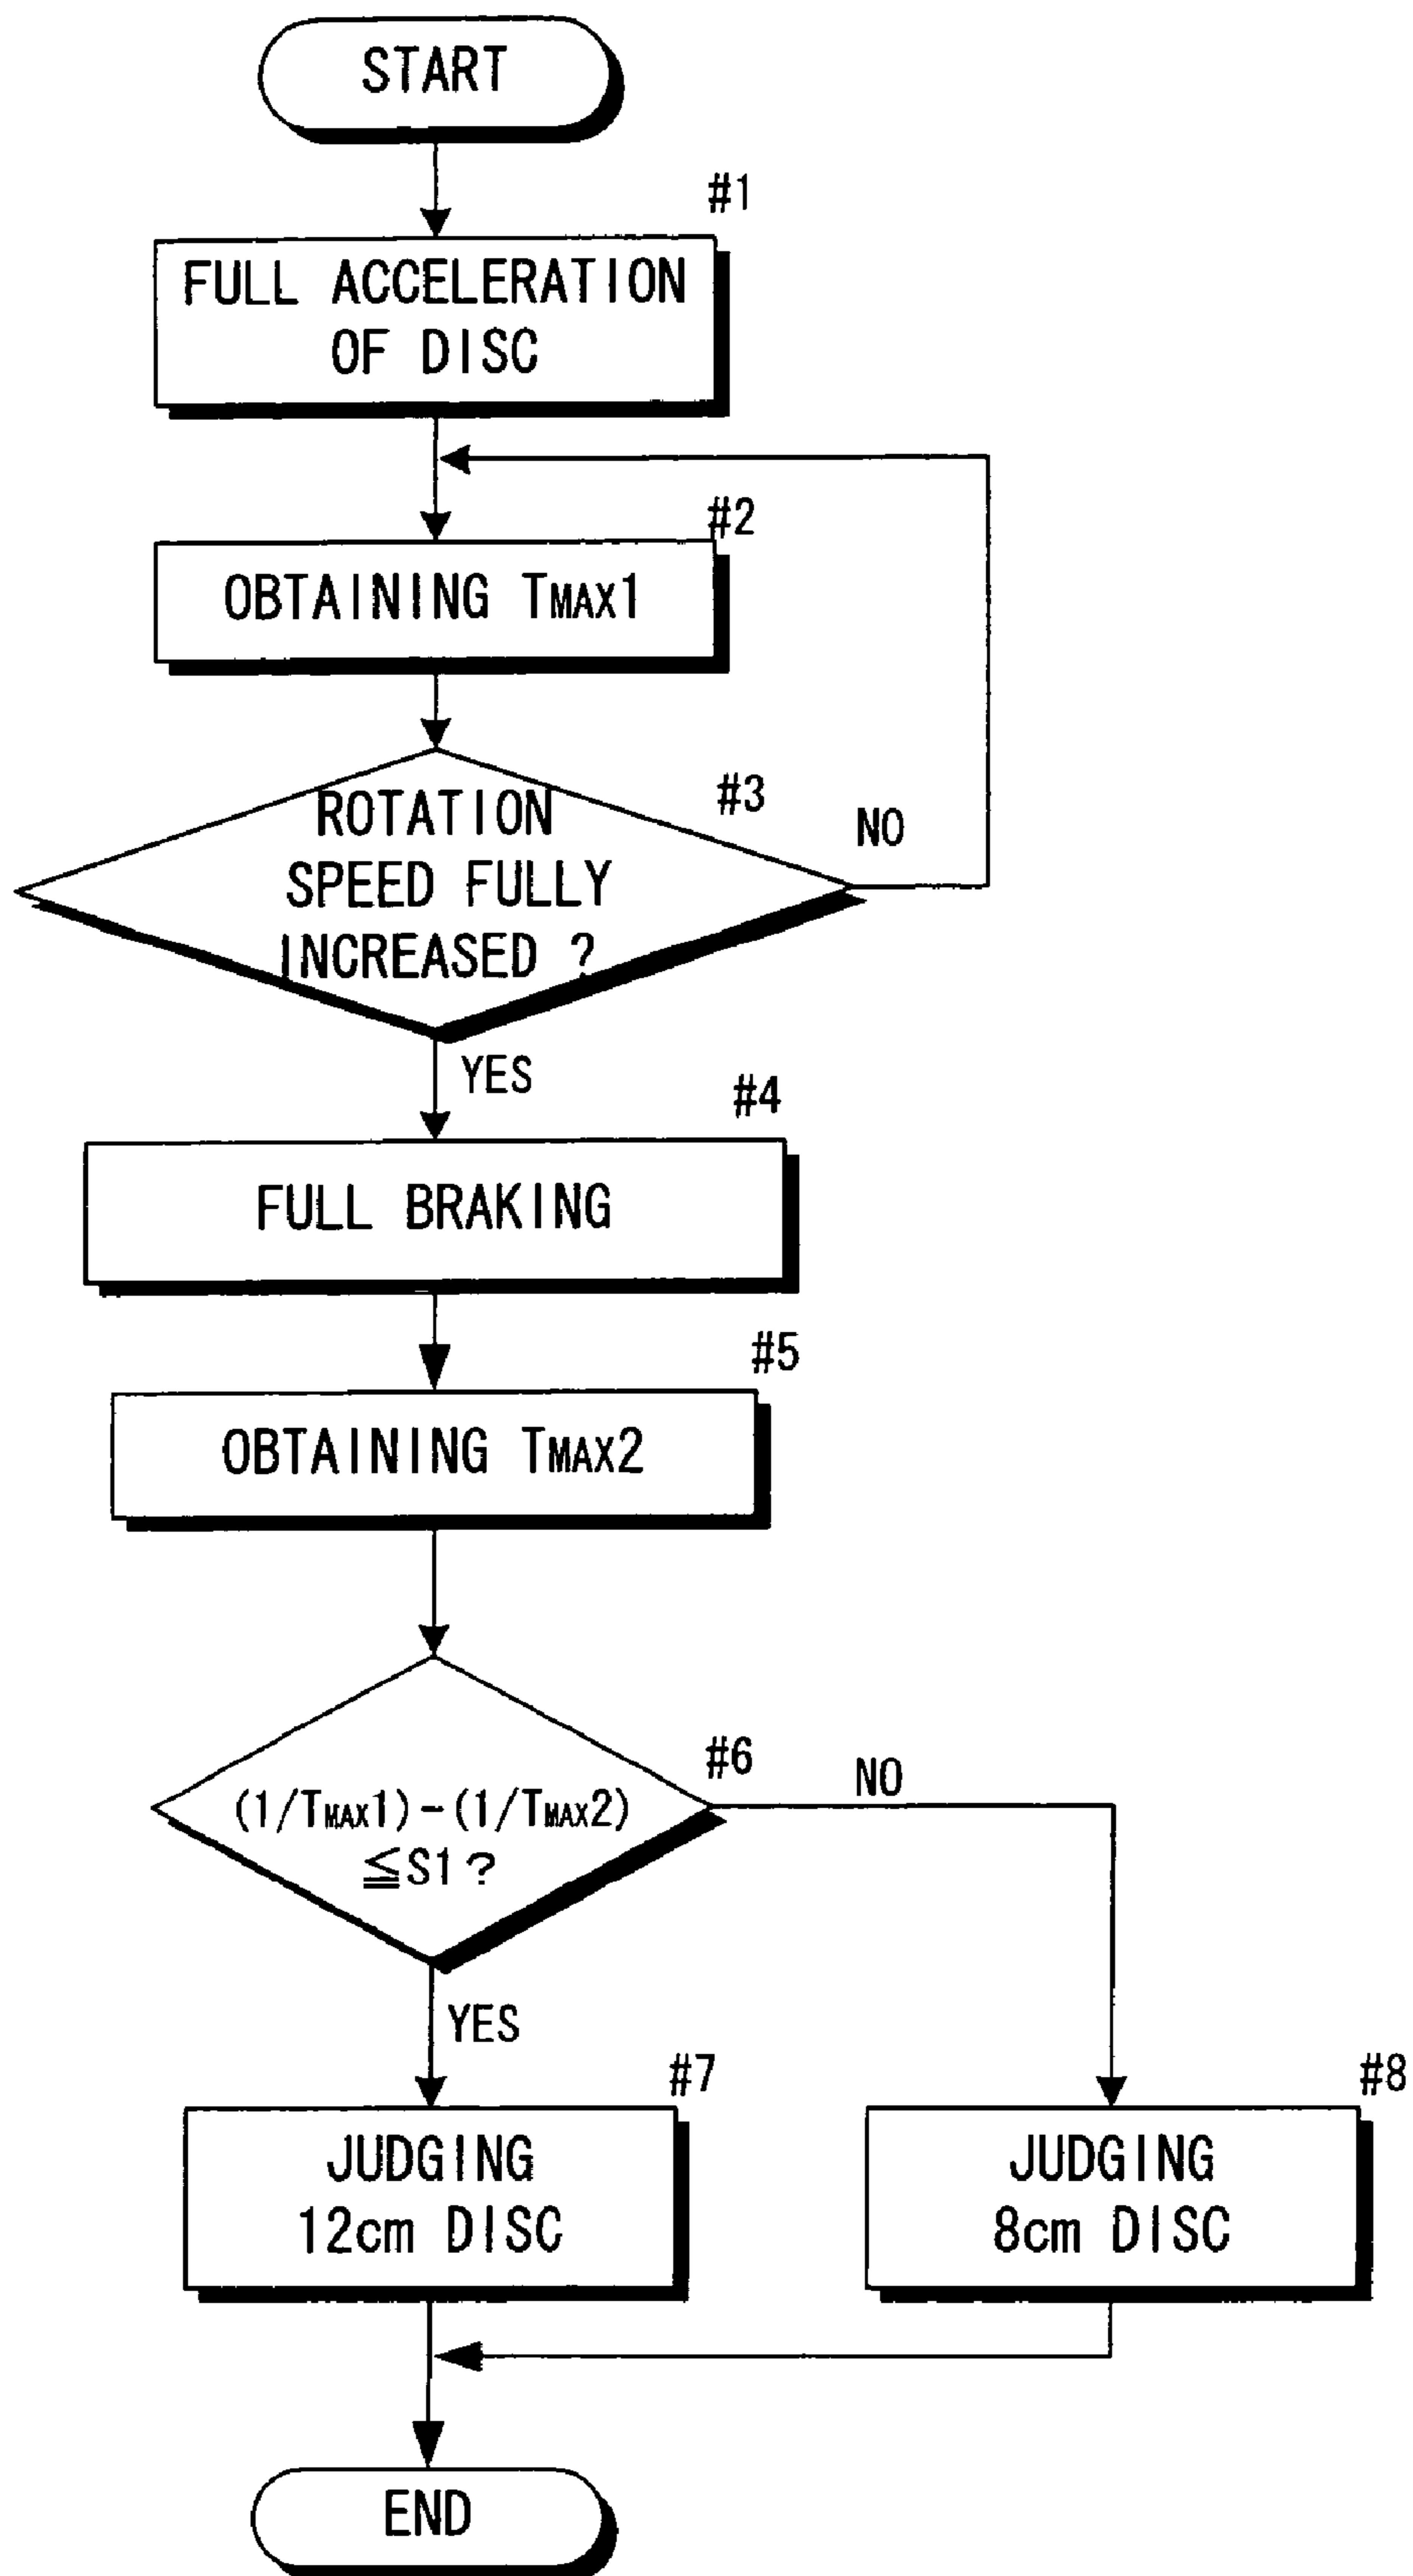 START
#1
FULL ACCELERATION
OF DISC
#2
OBTAINING TMAX1
#3
ROTATION
SPEED FULLY
INCREASED ?
NO
YES
#4
FULL BRAKING
#5
OBTAINING TMAX2
#6
(1/TMAX1)-(1/TMAX2)
≦S1?
NO
YES
#7
JUDGING
12cm DISC
#8
JUDGING
8cm DISC
END